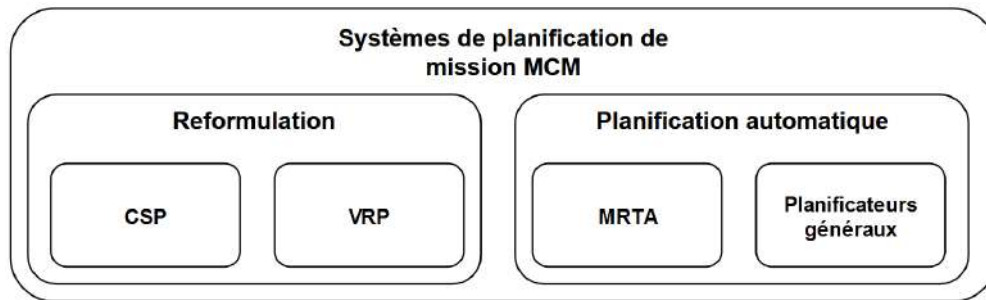 Systèmes de planification de
mission MCM
Reformulation
Planification automatique
CSP
VRP
MRTA
Planificateurs
généraux